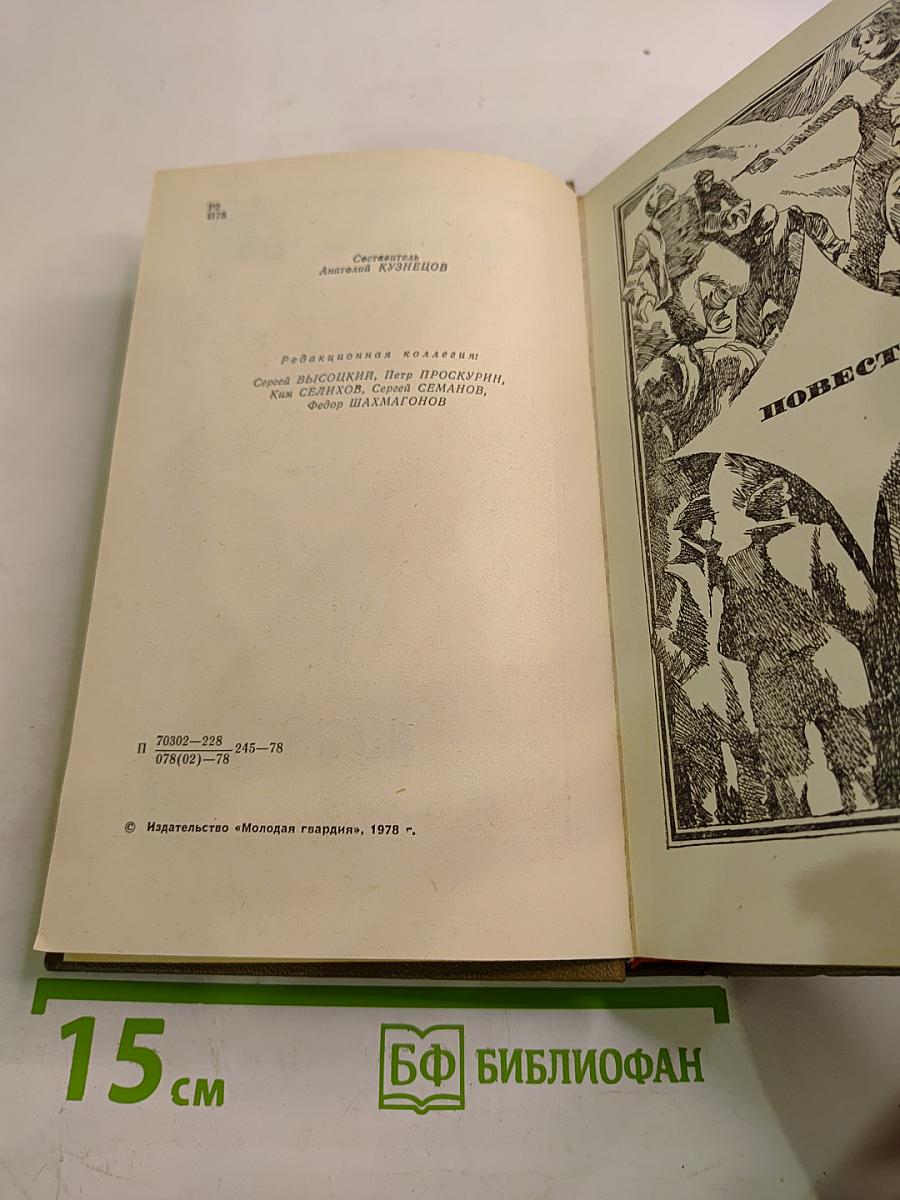 Р2
П78
Составитель
Анатолий КУЗНЕЦОВ
Редакционная коллегия:
Сергей ВЫСОЦКИЙ, Петр ПРОСКУРИН,
Ким СЕЛИХОВ, Сергей СЕМАНОВ,
Федор ШАХМАГОНОВ
П 70302—228
078(02)—78 245—78
© Издательство «Молодая гвардия», 1978 г.
ПОВЕСТ
15 см
БФ БИБЛИОФАН